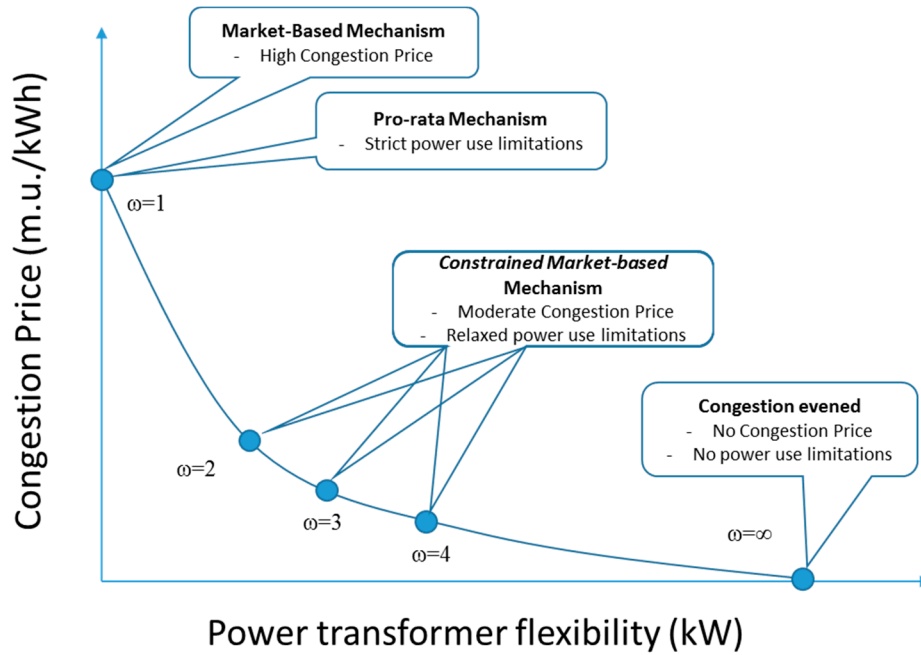 Market-Based Mechanism
- High Congestion Price
Pro-rata Mechanism
- Strict power use limitations
Congestion Price (m.u./kWh)
ω=1
Constrained Market-based
Mechanism
- Moderate Congestion Price
- Relaxed power use limitations
Congestion evened
- No Congestion Price
- No power use limitations
ω=2
ω=3
ω=4
ω=∞
Power transformer flexibility (kW)